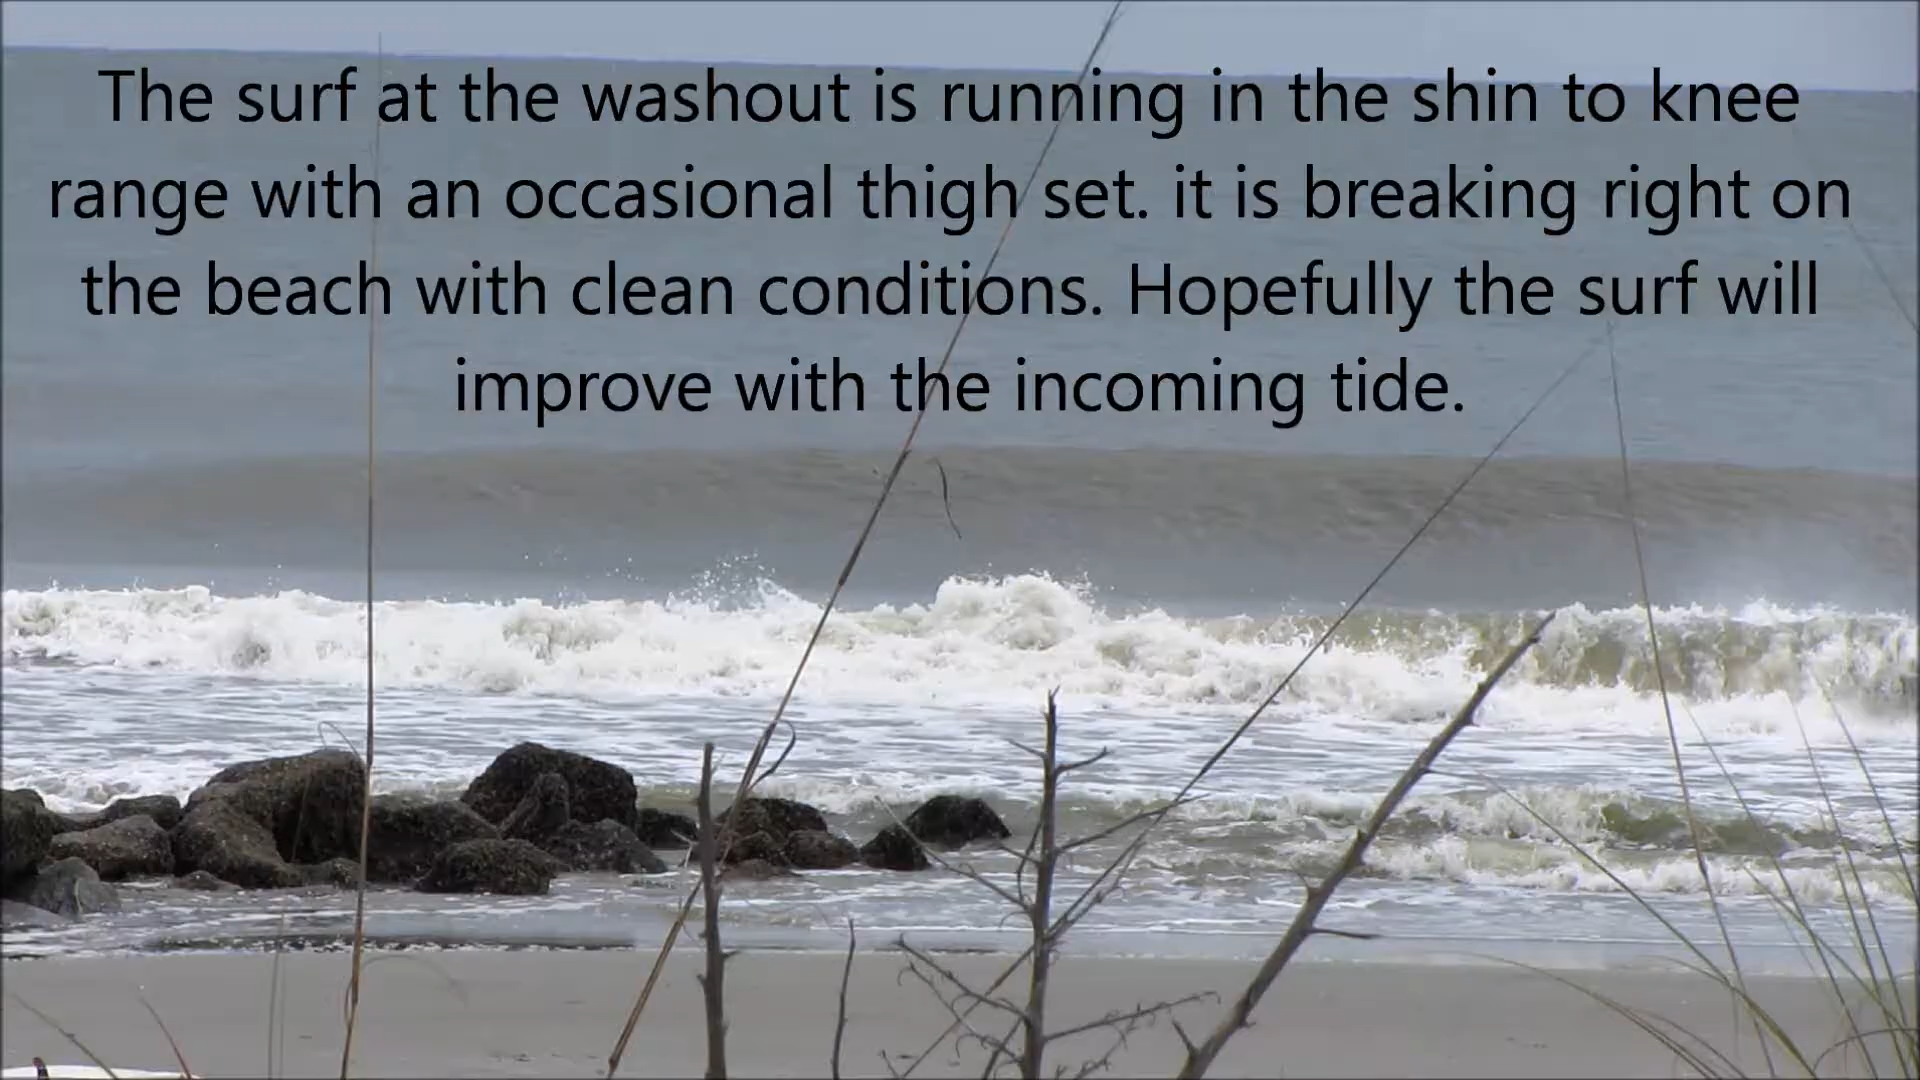 The surf at the washout is running in the shin to knee
range with an occasional thigh set. it is breaking right on
the beach with clean conditions. Hopefully the surf will
improve with the incoming tide.